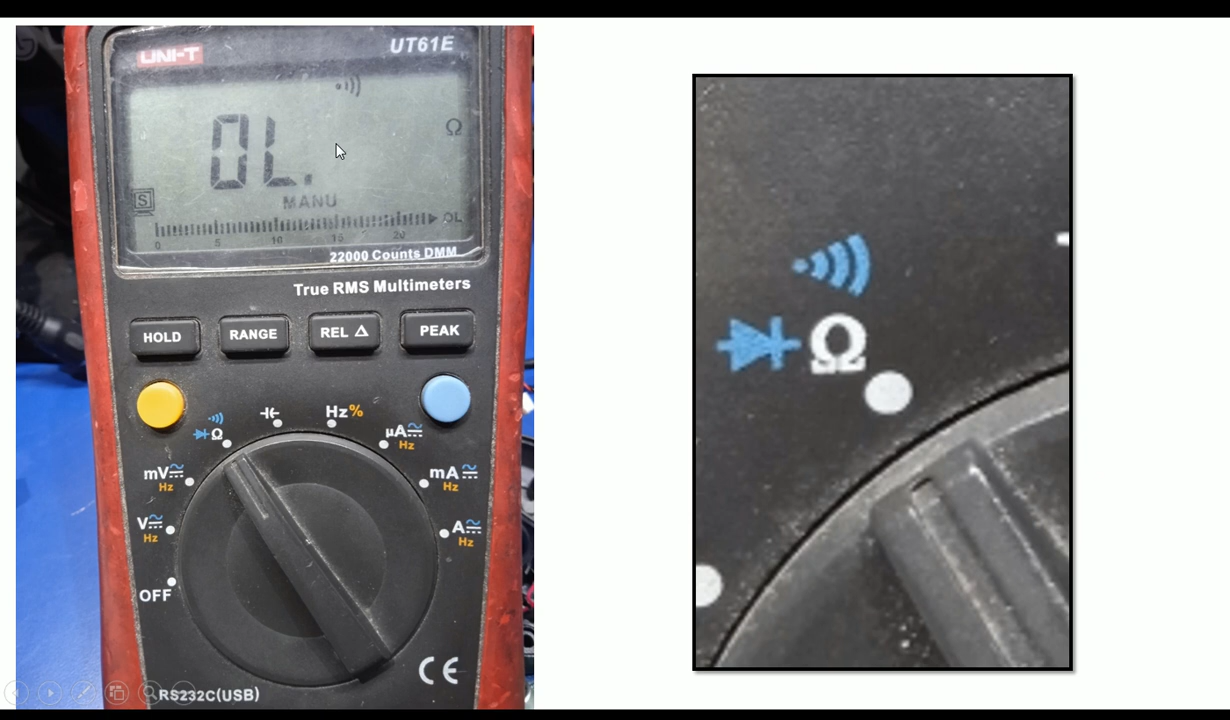 UNI-T
UT61E
Ω
OL.
S
MANU
OL
0 5 10 15 20
22000 Counts DMM
True RMS Multimeters
HOLD RANGE REL Δ PEAK
Hz%
Ω
µA
Hz
mV
Hz
mA
Hz
V
Hz
A
Hz
OFF
CE
RS232C(USB)
Ω